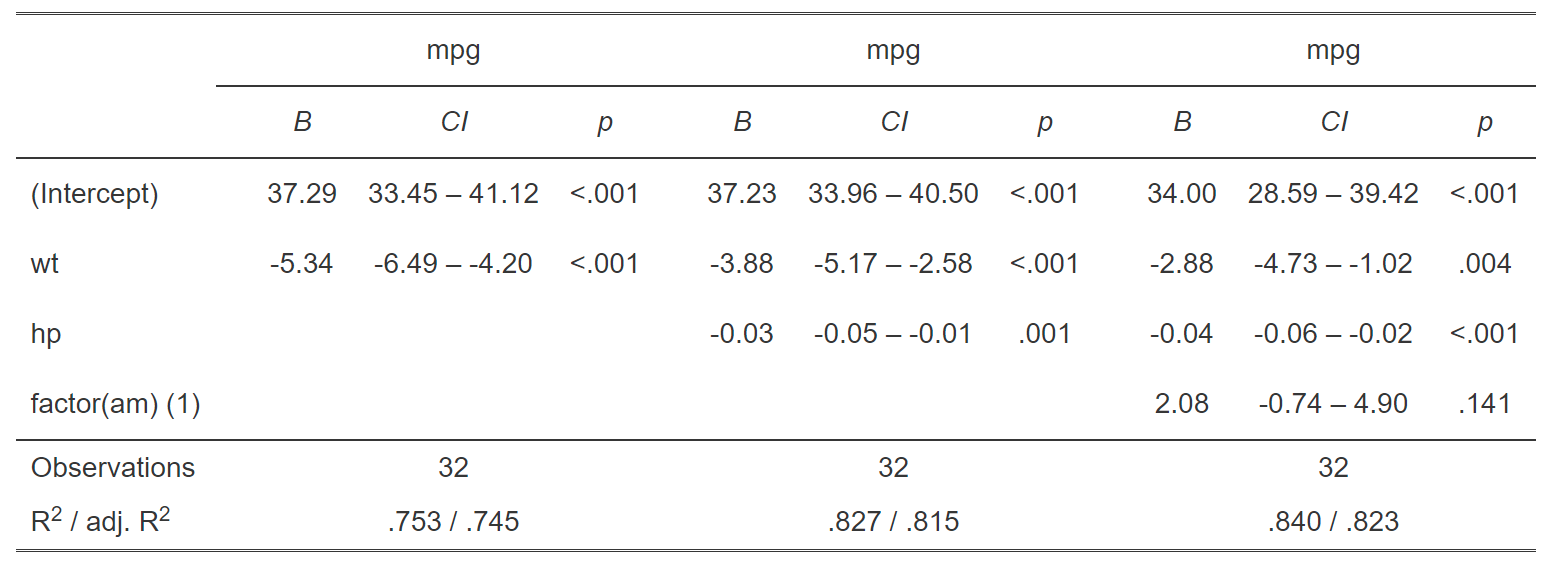 mpg mpg mpg
B CI p B CI p B CI p
(Intercept) 37.29 33.45 – 41.12 <.001 37.23 33.96 – 40.50 <.001 34.00 28.59 – 39.42 <.001
wt -5.34 -6.49 – -4.20 <.001 -3.88 -5.17 – -2.58 <.001 -2.88 -4.73 – -1.02 .004
hp -0.03 -0.05 – -0.01 .001 -0.04 -0.06 – -0.02 <.001
factor(am) (1) 2.08 -0.74 – 4.90 .141
Observations 32 32 32
R² / adj. R² .753 / .745 .827 / .815 .840 / .823